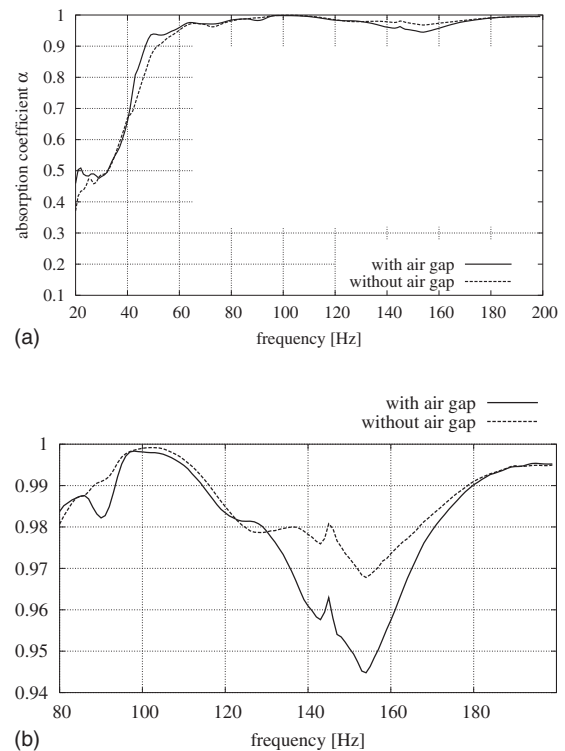 1
0.9
0.8
0.7
0.6
0.5
0.4
0.3
0.2
0.1
absorption coefficient α
with air gap
without air gap
20 40 60 80 100 120 140 160 180 200
frequency [Hz]
(a)
with air gap
without air gap
1
0.99
0.98
0.97
0.96
0.95
0.94
80 100 120 140 160 180
frequency [Hz]
(b)